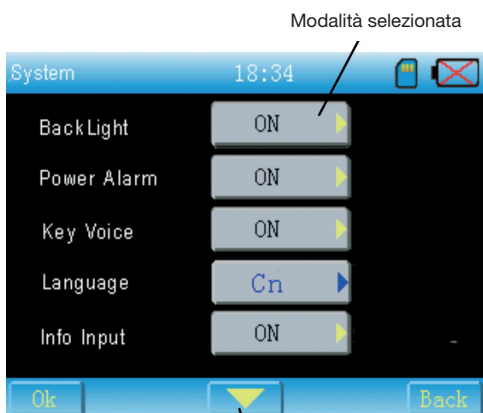 Modalità selezionata
System 18:34
BackLight ON
Power Alarm ON
Key Voice ON
Language Cn
Info Input ON
Ok Back